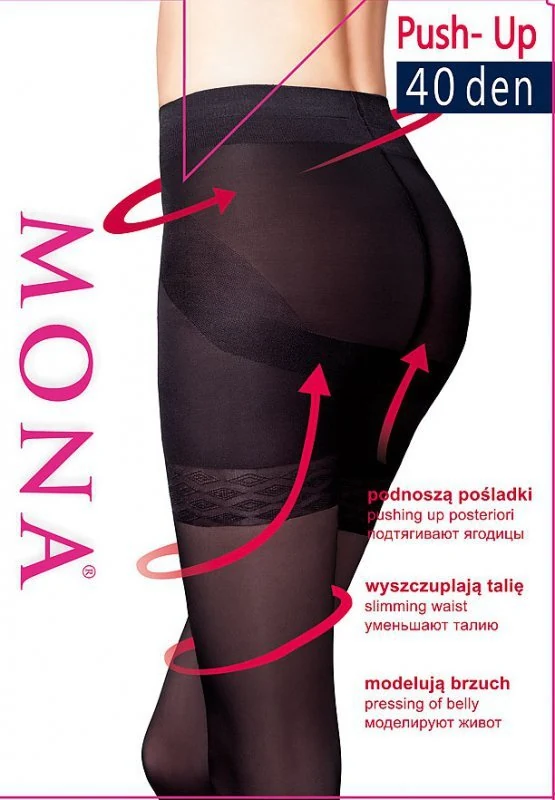 Push- Up
40 den
MONA®
podnoszą pośladki
pushing up posteriori
подтягивают ягодицы
wyszczuplają talię
slimming waist
уменьшают талию
modelują brzuch
pressing of belly
моделируют живот